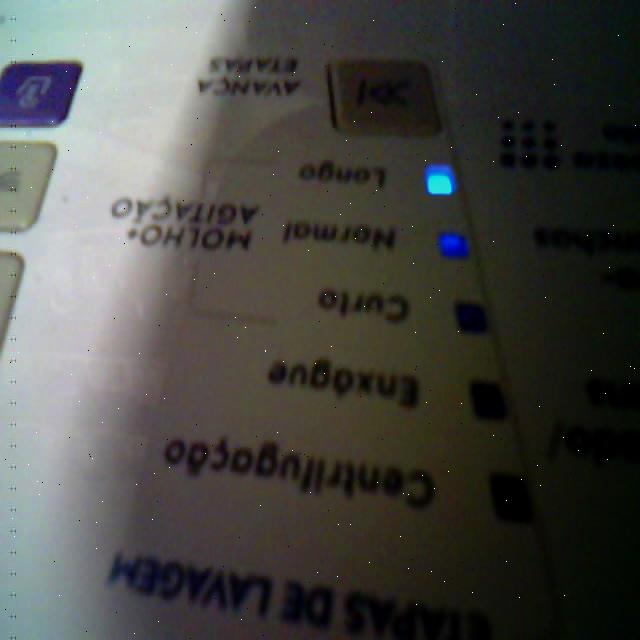 ETAPAS DE LAVAGEM
Centrifugação
Enxágue
Curto
Normal
MOLHO+
AGITAÇÃO
Longo
AVANÇA
ETAPAS